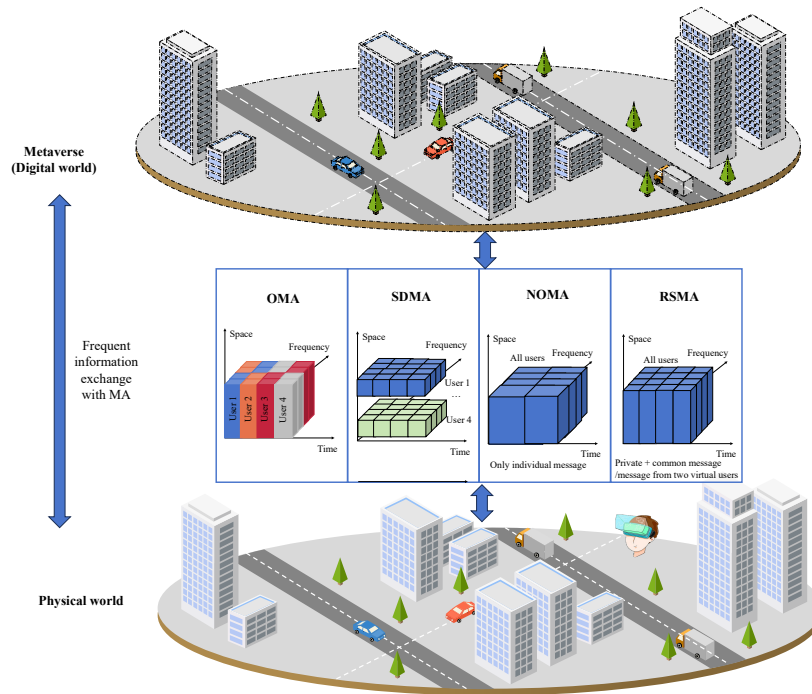 Metaverse
(Digital world)
Frequent
information
exchange
with MA
OMA
Space
Frequency
User 1
User 2
User 3
User 4
Time
SDMA
Space
Frequency
User 1
...
User 4
Time
NOMA
Space
All users
Frequency
Time
Only individual message
RSMA
Space
All users
Frequency
Time
Private + common message
/message from two virtual users
Physical world